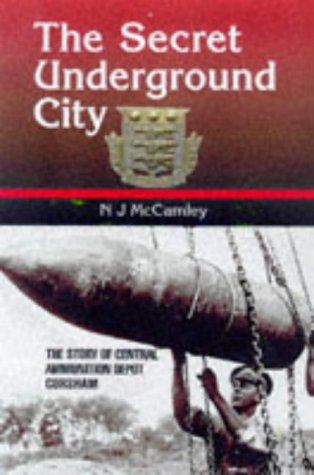 The Secret
Underground
City
N J McCamley
THE STORY OF CENTRAL
AMMUNITION DEPOT
CORSHAM